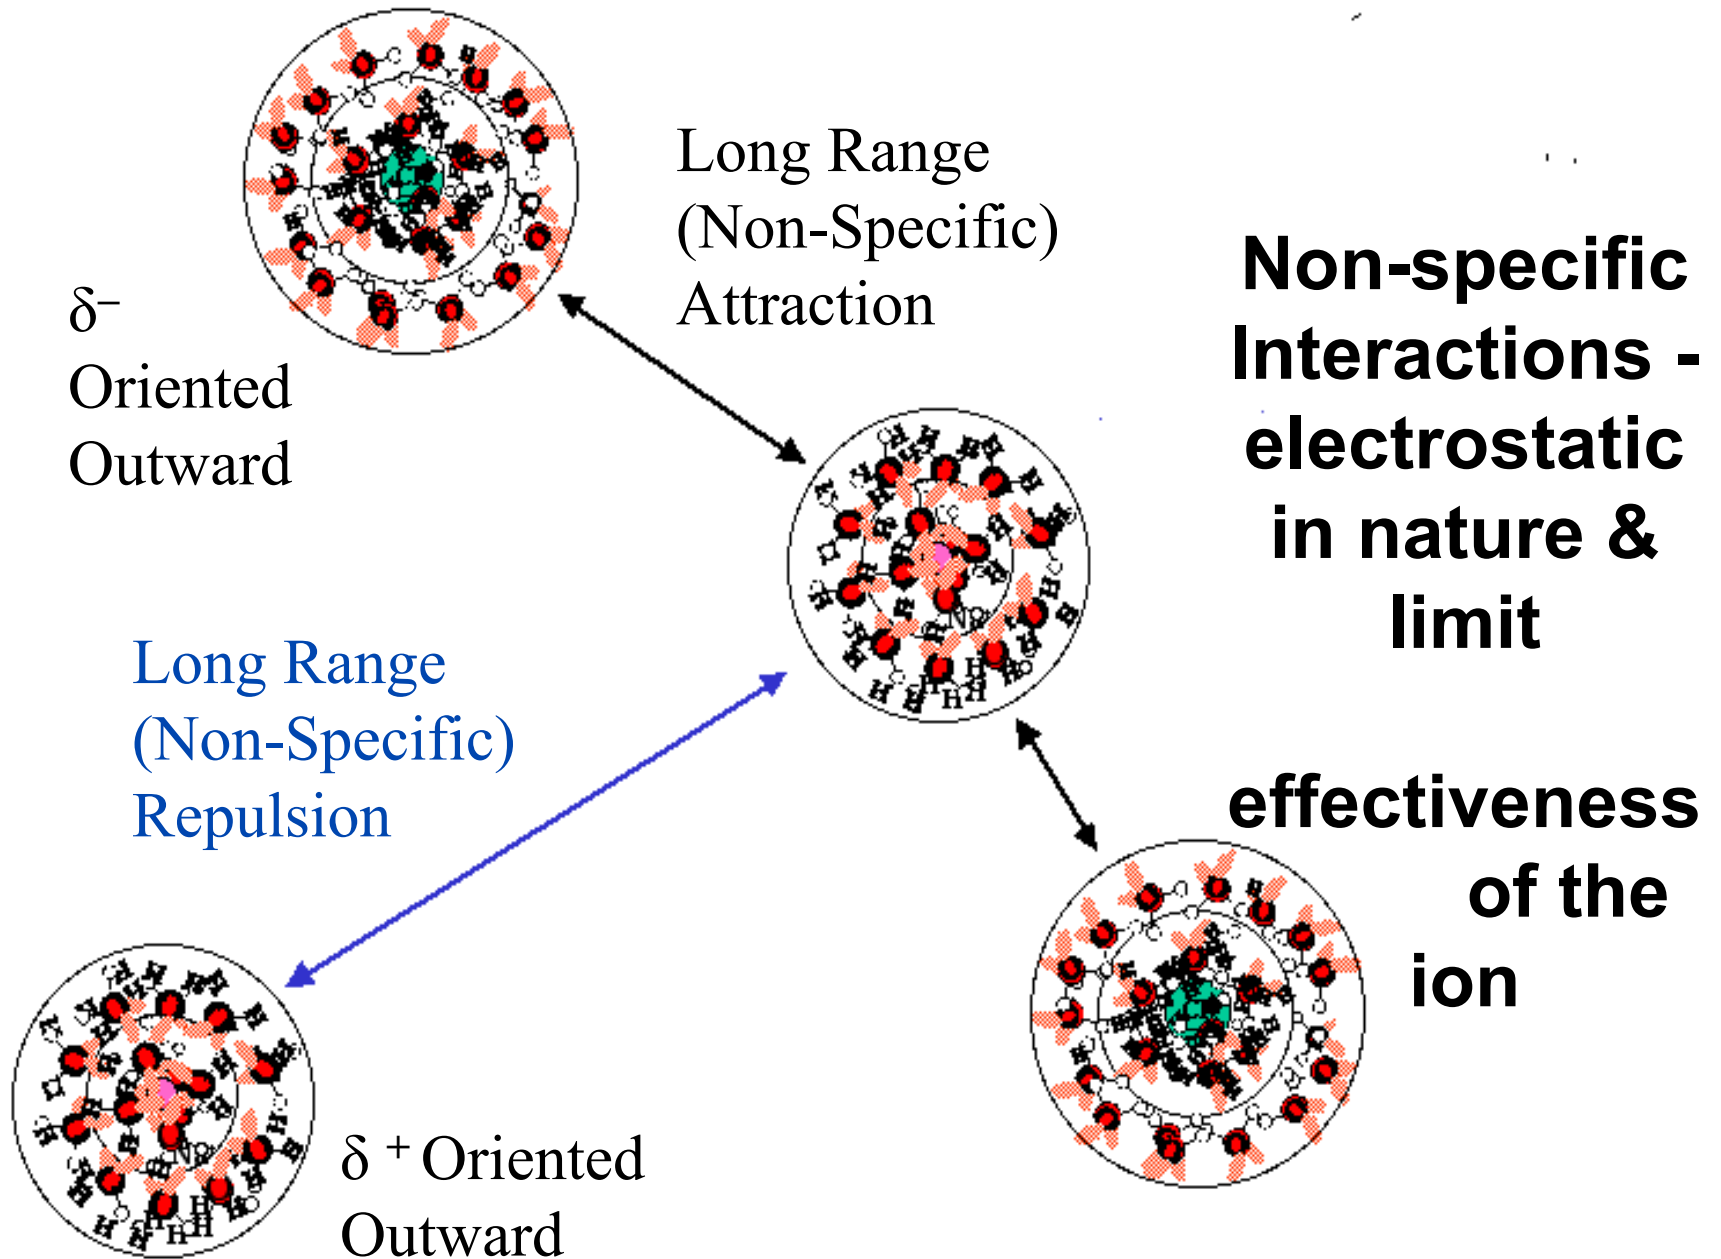 Long Range
(Non-Specific)
Attraction
δ–
Oriented
Outward
Non-specific
Interactions -
electrostatic
in nature &
limit
effectiveness
of the
ion
Long Range
(Non-Specific)
Repulsion
δ + Oriented
Outward